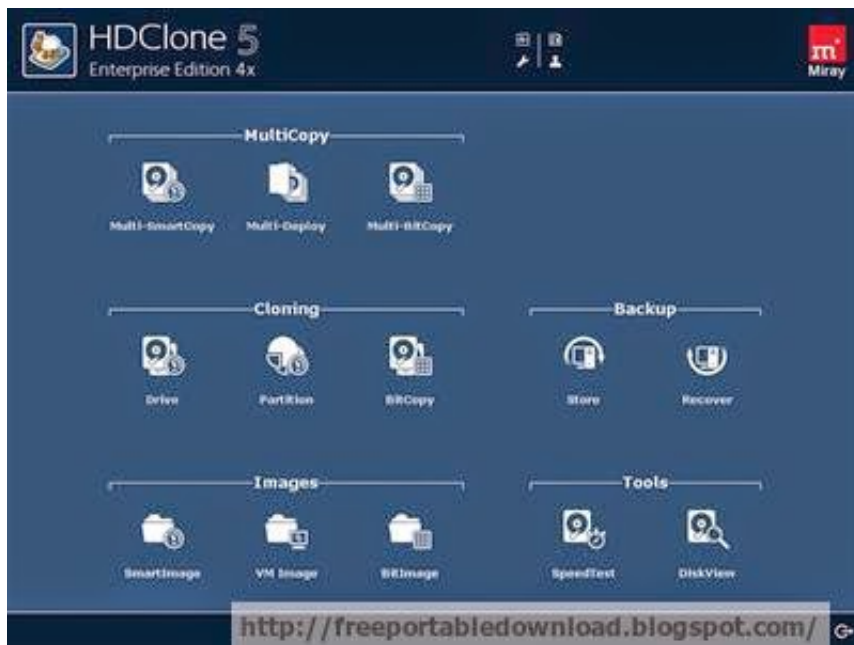 HDClone 5
Enterprise Edition 4x
Miray
MultiCopy
Multi-SmartCopy Multi-Deploy Multi-BitCopy
Cloning Backup
Drive Partition BitCopy Store Recover
Images Tools
SmartImage VM Image BitImage SpeedTest DiskView
http://freeportabledownload.blogspot.com/